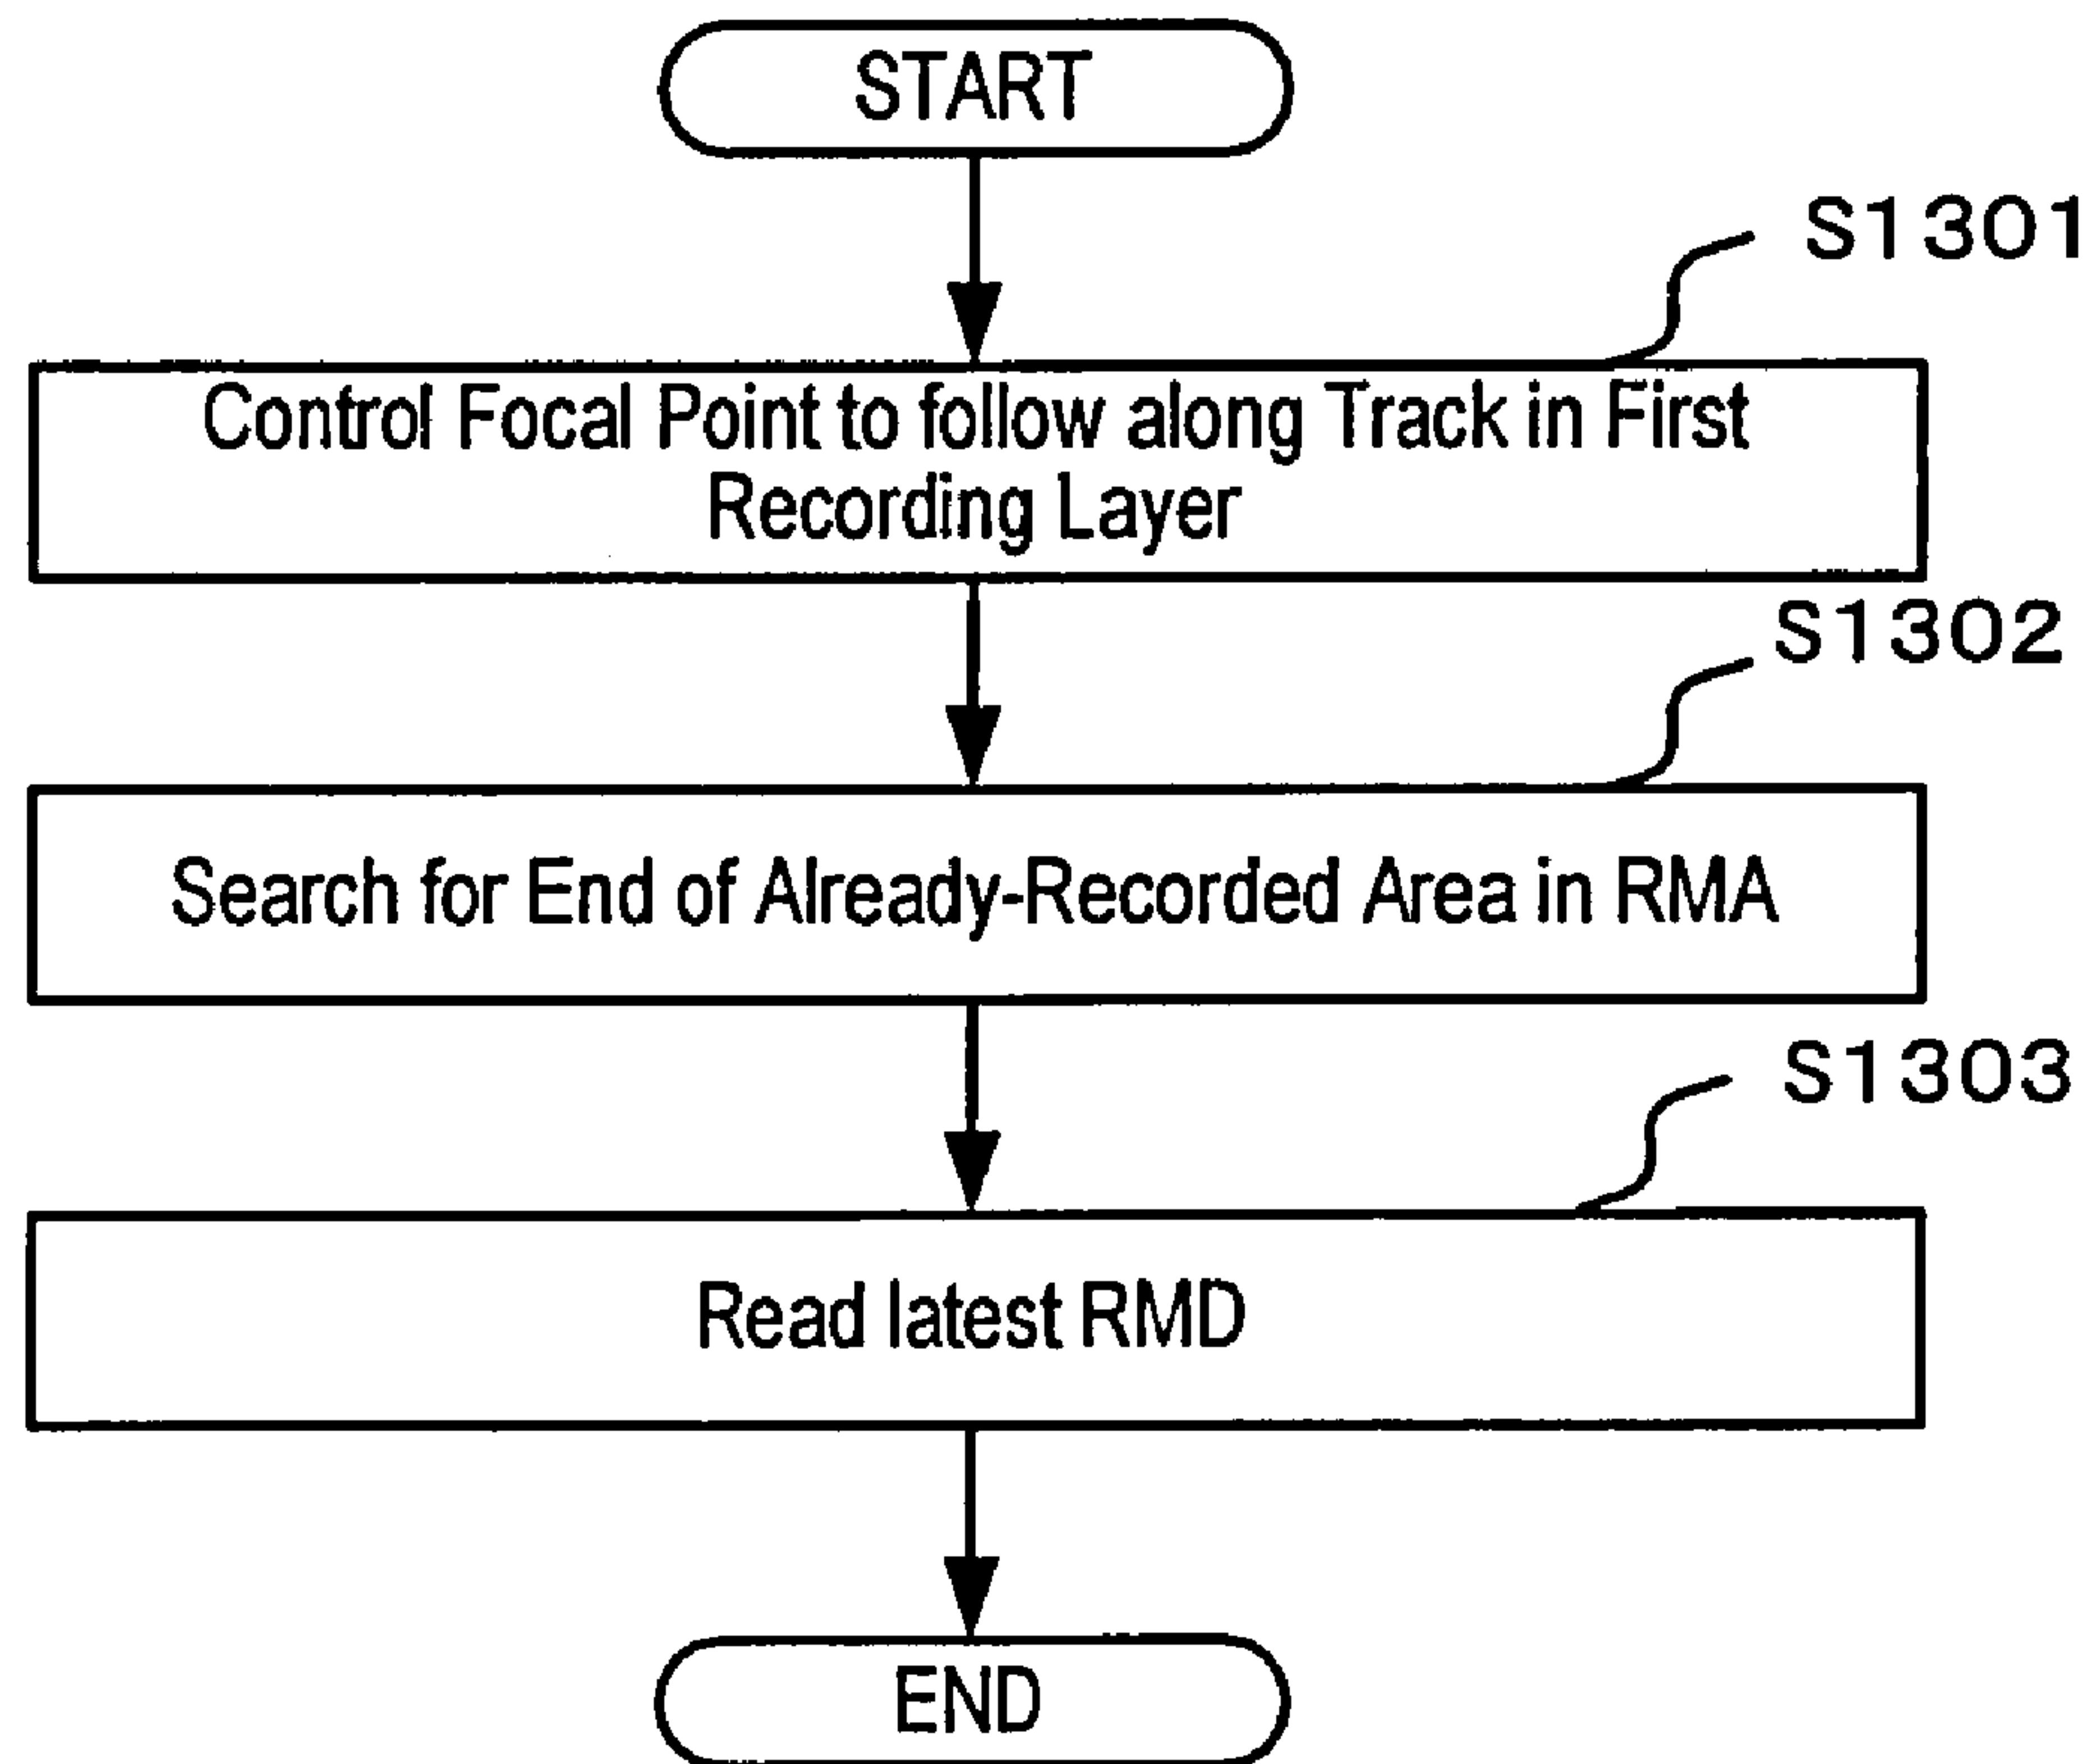 START
S1301
Control Focal Point to follow along Track in First
Recording Layer
S1302
Search for End of Already-Recorded Area in RMA
S1303
Read latest RMD
END